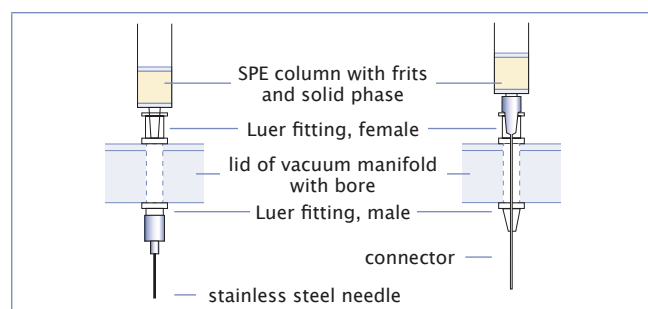 SPE column with frits
and solid phase
Luer fitting, female
lid of vacuum manifold
with bore
Luer fitting, male
connector
stainless steel needle